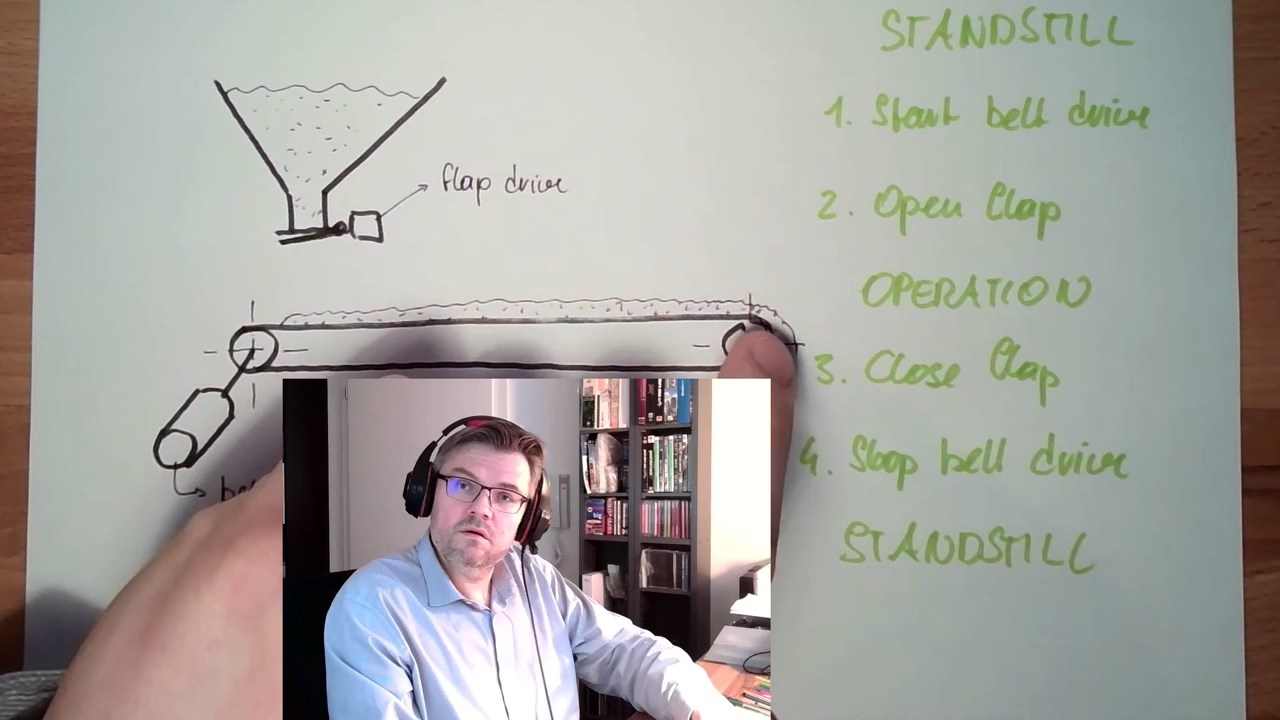 STANDSTILL
1. Start belt drive
2. Open flap
OPERATION
3. Close flap
4. Stop belt drive
STANDSTILL
flap drive